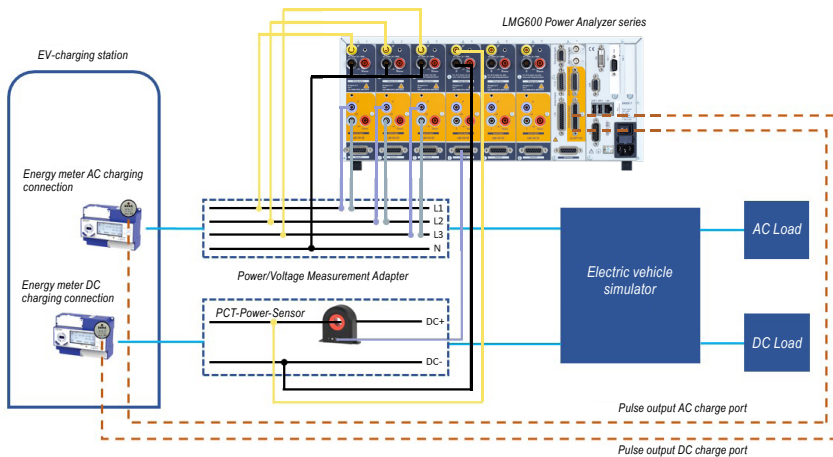 LMG600 Power Analyzer series
EV-charging station
Energy meter AC charging
connection
L1
L2
L3
N
Power/Voltage Measurement Adapter
Energy meter DC
charging connection
PCT-Power-Sensor
DC+
DC-
Electric vehicle
simulator
AC Load
DC Load
Pulse output AC charge port
Pulse output DC charge port